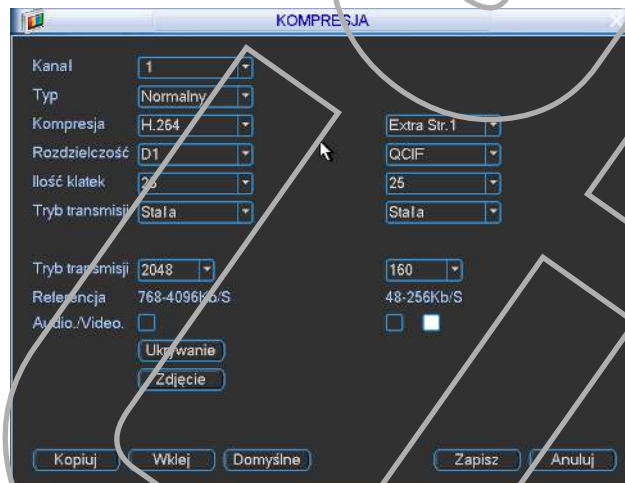 KOMPRESJA
Kanał 1
Typ Normalny
Kompresja H.264 Extra Str.1
Rozdzielczość D1 QCIF
Ilość klatek 25 25
Tryb transmisji Stała Stała
Tryb transmisji 2048 160
Referencja 768-4096Kb/S 48-256Kb/S
Audio./Video.
Ukrywanie
Zdjęcie
Kopiuj Wklej Domyślne Zapisz Anuluj